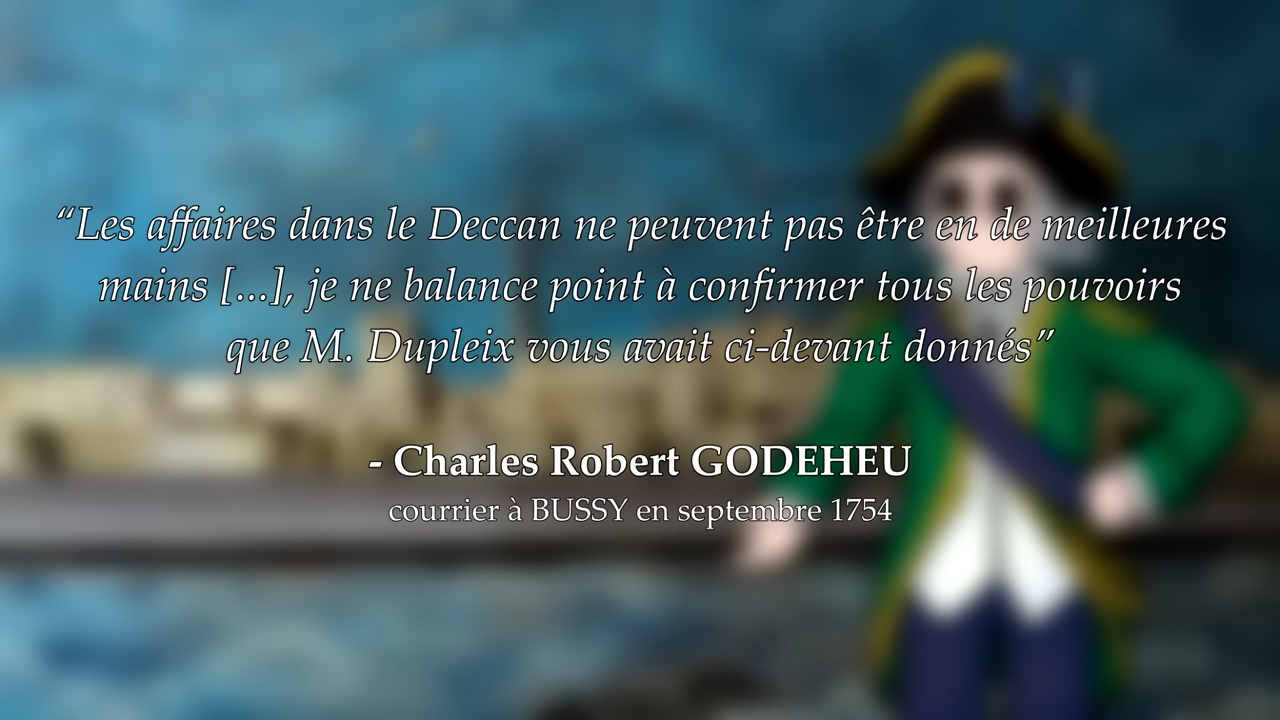 “Les affaires dans le Deccan ne peuvent pas être en de meilleures
mains [...], je ne balance point à confirmer tous les pouvoirs
que M. Dupleix vous avait ci-devant donnés”
- Charles Robert GODEHEU
courrier à BUSSY en septembre 1754